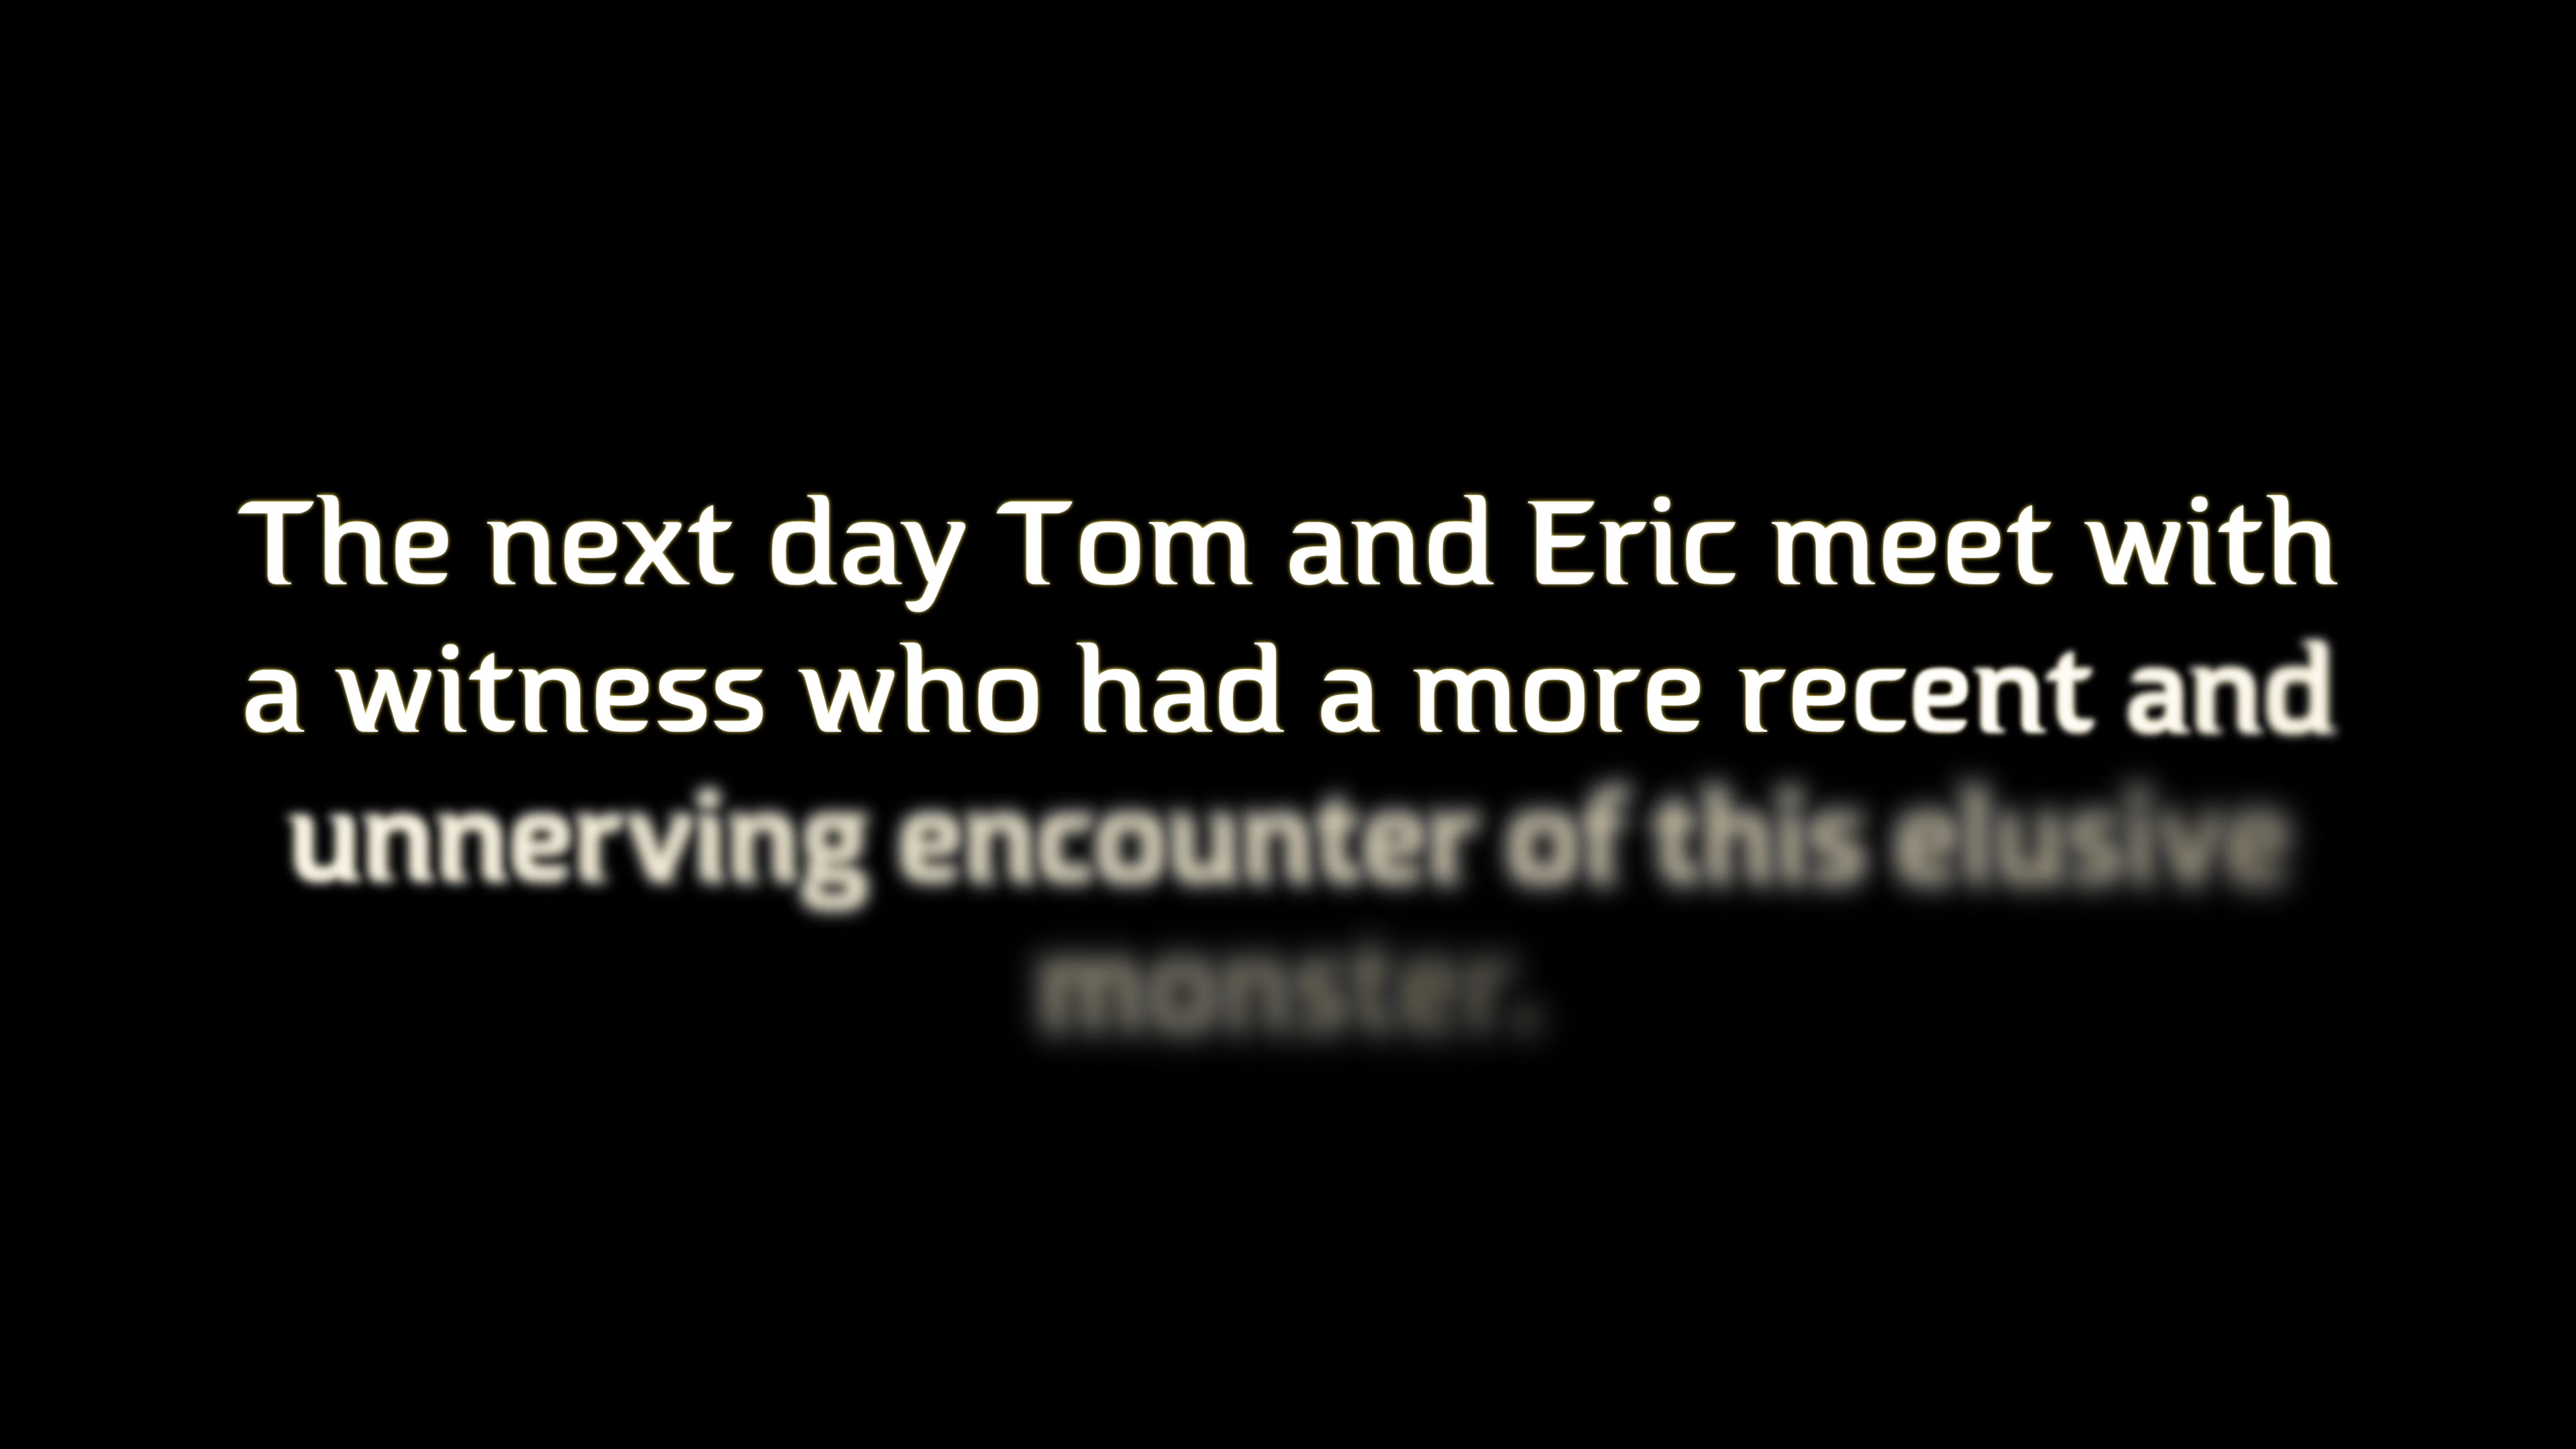 The next day Tom and Eric meet with
a witness who had a more recent and
unnerving encounter of this elusive
monster.